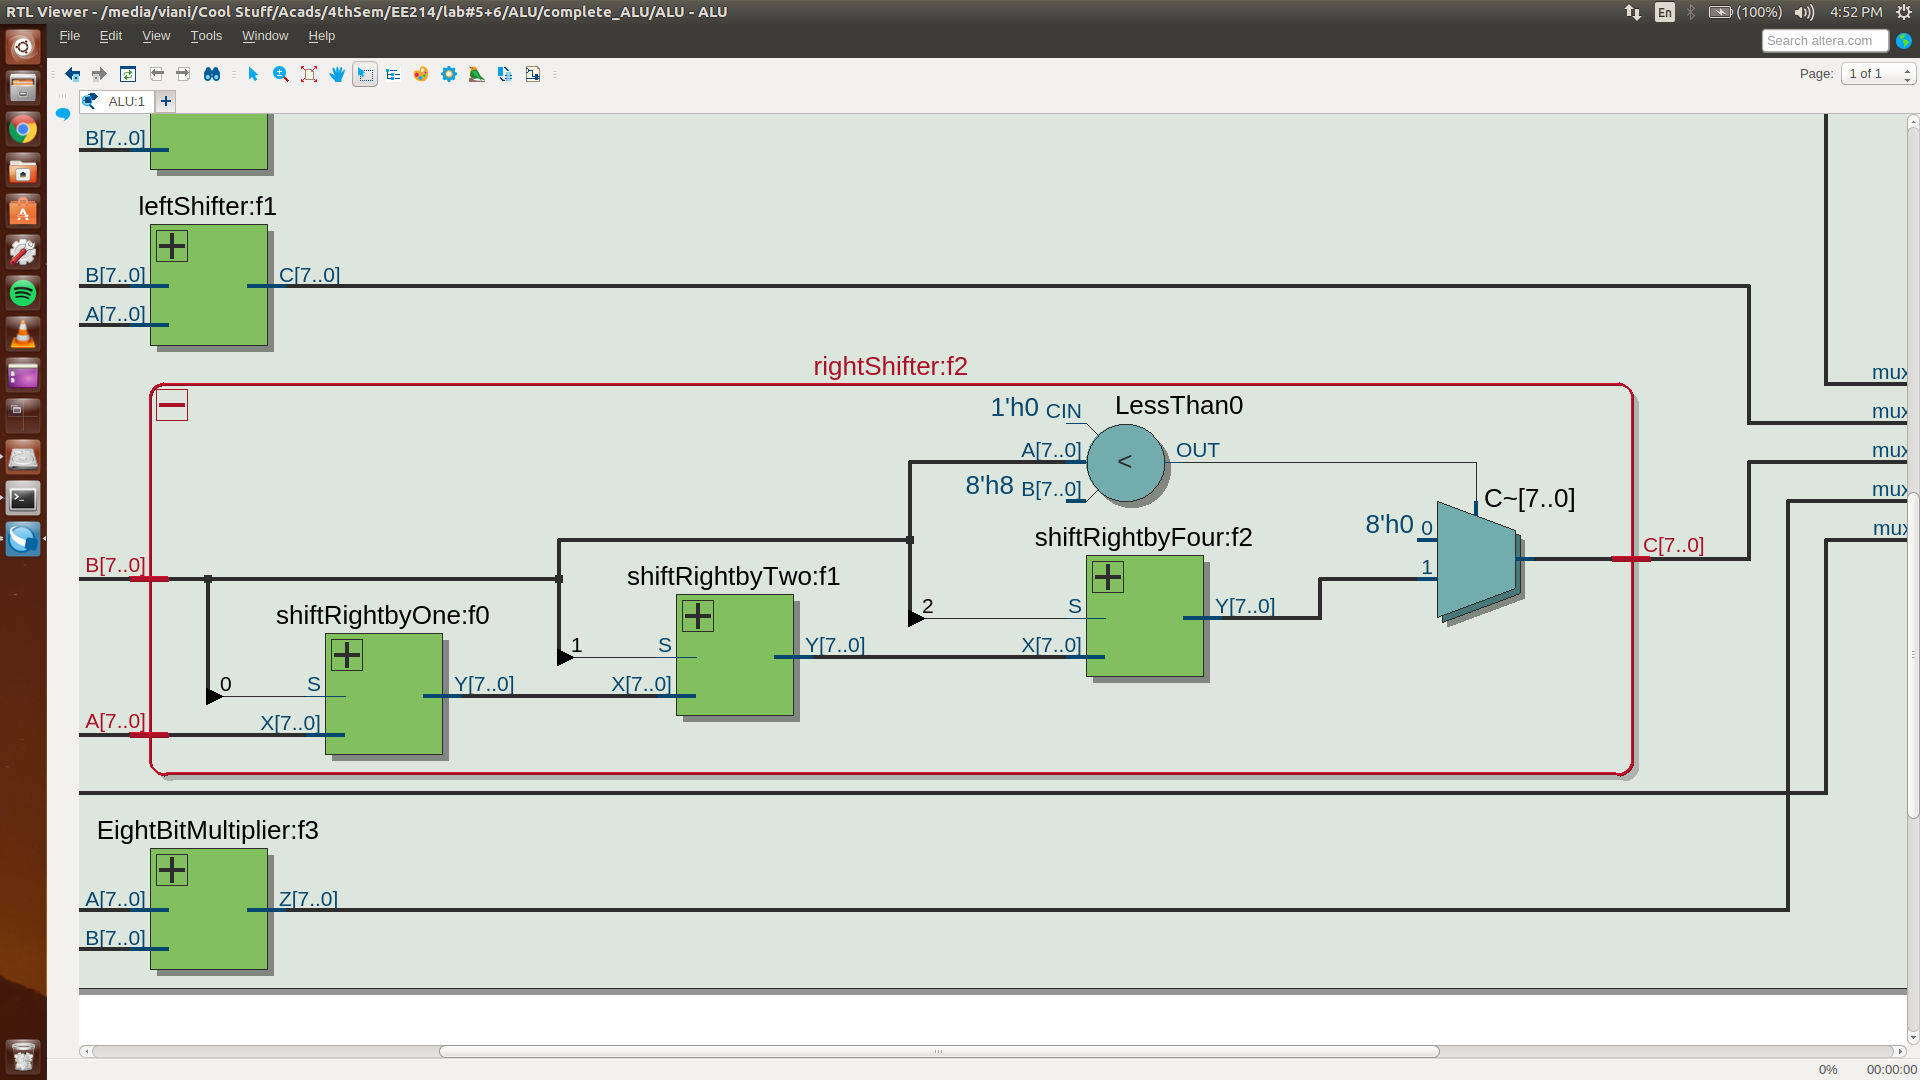 RTL Viewer - /media/viani/Cool Stuff/Acads/4thSem/EE214/lab#5+6/ALU/complete_ALU/ALU - ALU
En (100%) 4:52 PM
File Edit View Tools Window Help
Search altera.com
Page: 1 of 1
ALU:1
B[7..0]
leftShifter:f1
B[7..0] C[7..0]
A[7..0]
rightShifter:f2
mux
1'h0 CIN LessThan0
mux
A[7..0] < OUT
mux
8'h8 B[7..0]
mux
C~[7..0]
8'h0 0
mux
shiftRightbyFour:f2
C[7..0]
B[7..0]
1
shiftRightbyTwo:f1
2 S Y[7..0]
shiftRightbyOne:f0
1 S Y[7..0] X[7..0]
0 S Y[7..0] X[7..0]
A[7..0] X[7..0]
EightBitMultiplier:f3
A[7..0] Z[7..0]
B[7..0]
0% 00:00:00